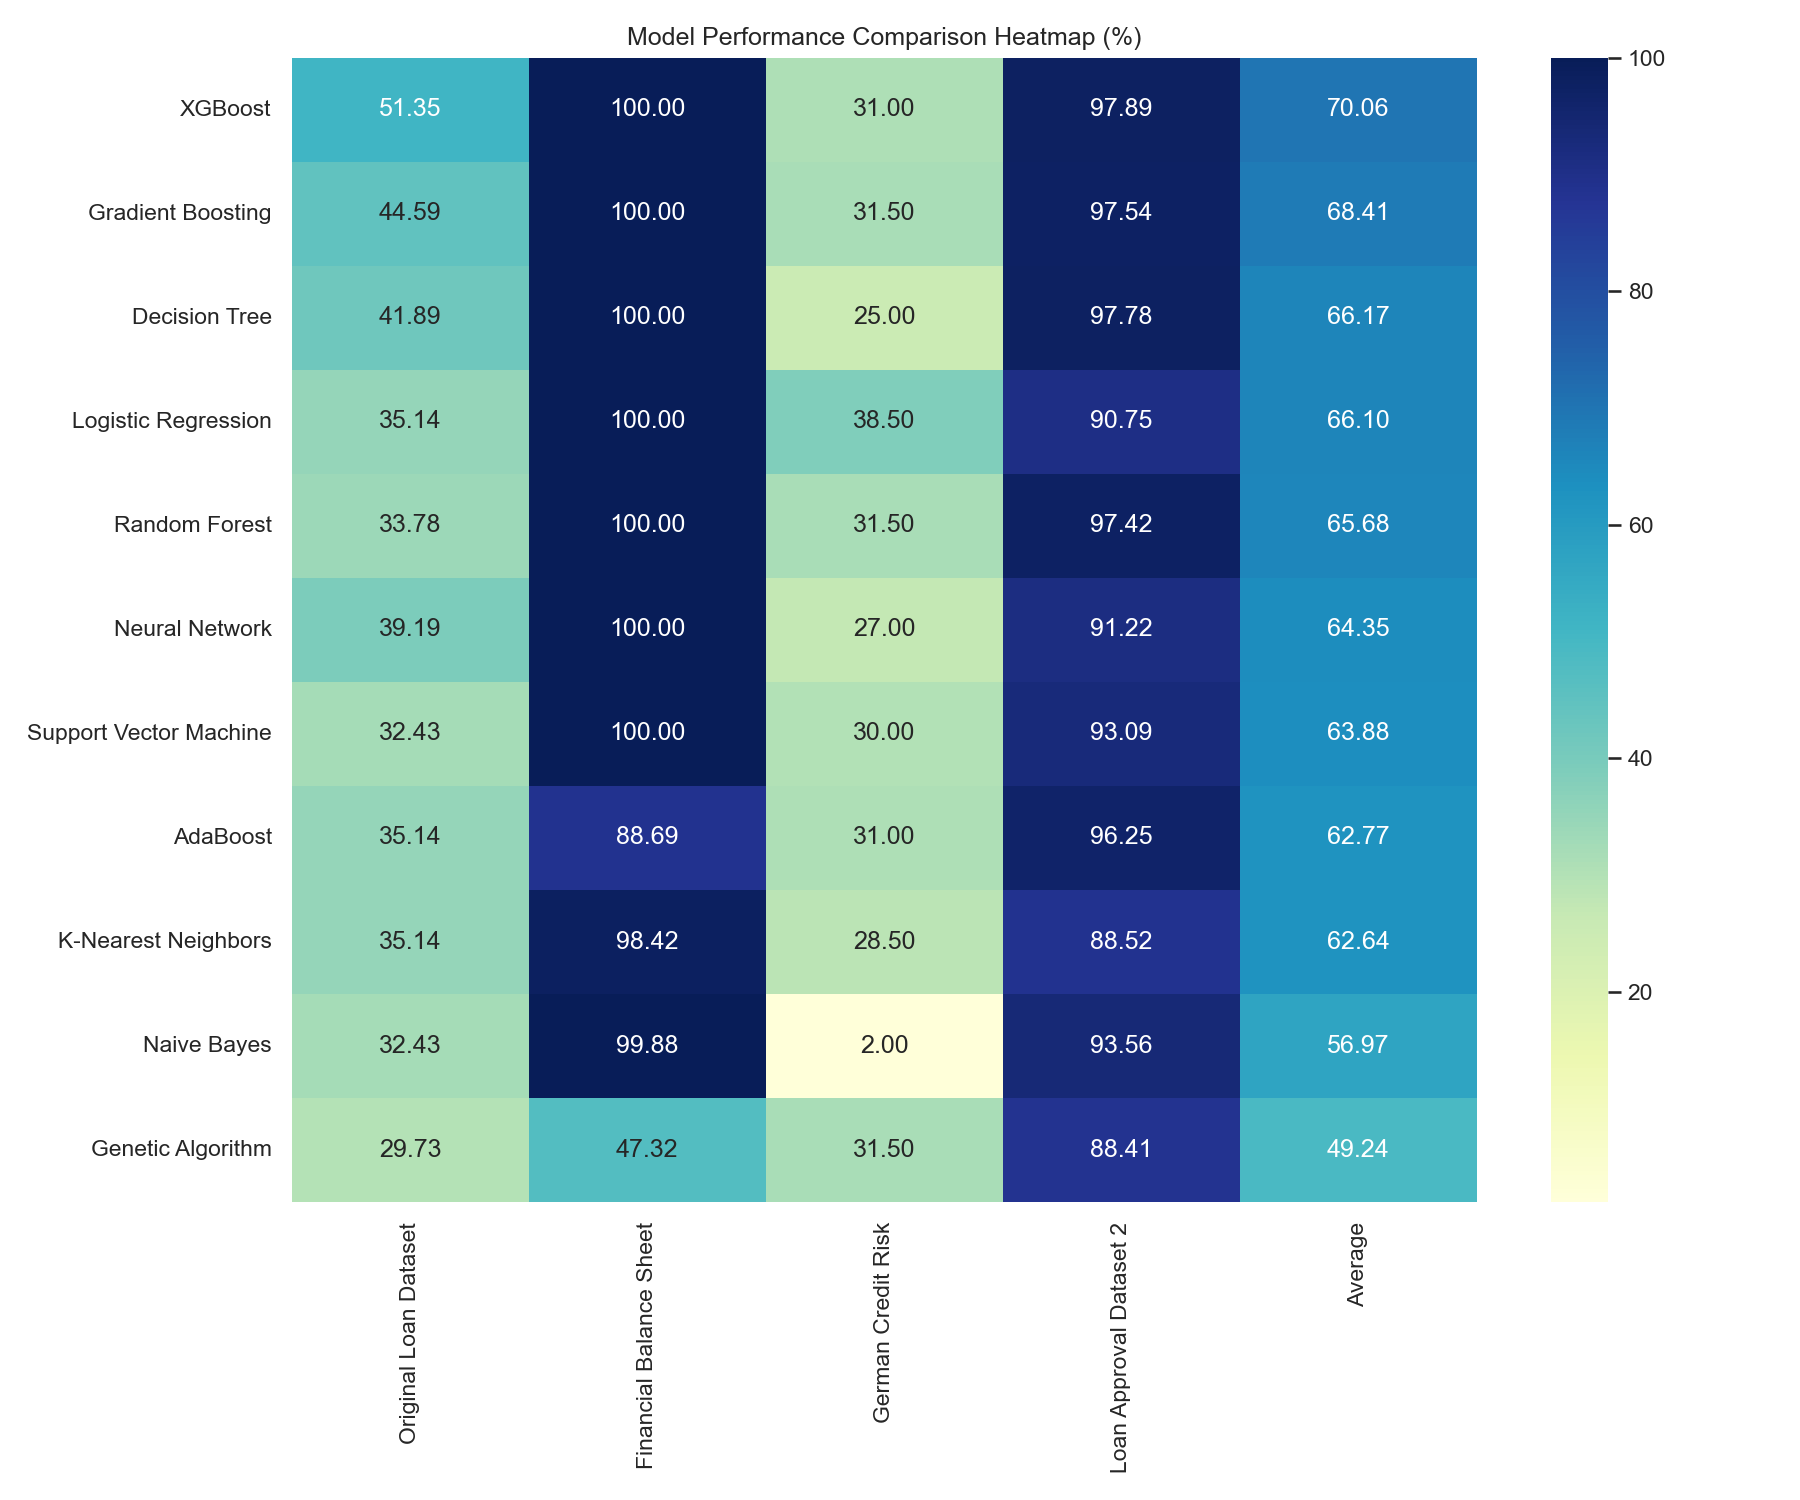 Model Performance Comparison Heatmap (%)
XGBoost 51.35 100.00 31.00 97.89 70.06
Gradient Boosting 44.59 100.00 31.50 97.54 68.41
Decision Tree 41.89 100.00 25.00 97.78 66.17
Logistic Regression 35.14 100.00 38.50 90.75 66.10
Random Forest 33.78 100.00 31.50 97.42 65.68
Neural Network 39.19 100.00 27.00 91.22 64.35
Support Vector Machine 32.43 100.00 30.00 93.09 63.88
AdaBoost 35.14 88.69 31.00 96.25 62.77
K-Nearest Neighbors 35.14 98.42 28.50 88.52 62.64
Naive Bayes 32.43 99.88 2.00 93.56 56.97
Genetic Algorithm 29.73 47.32 31.50 88.41 49.24
Original Loan Dataset
Financial Balance Sheet
German Credit Risk
Loan Approval Dataset 2
Average
100
80
60
40
20